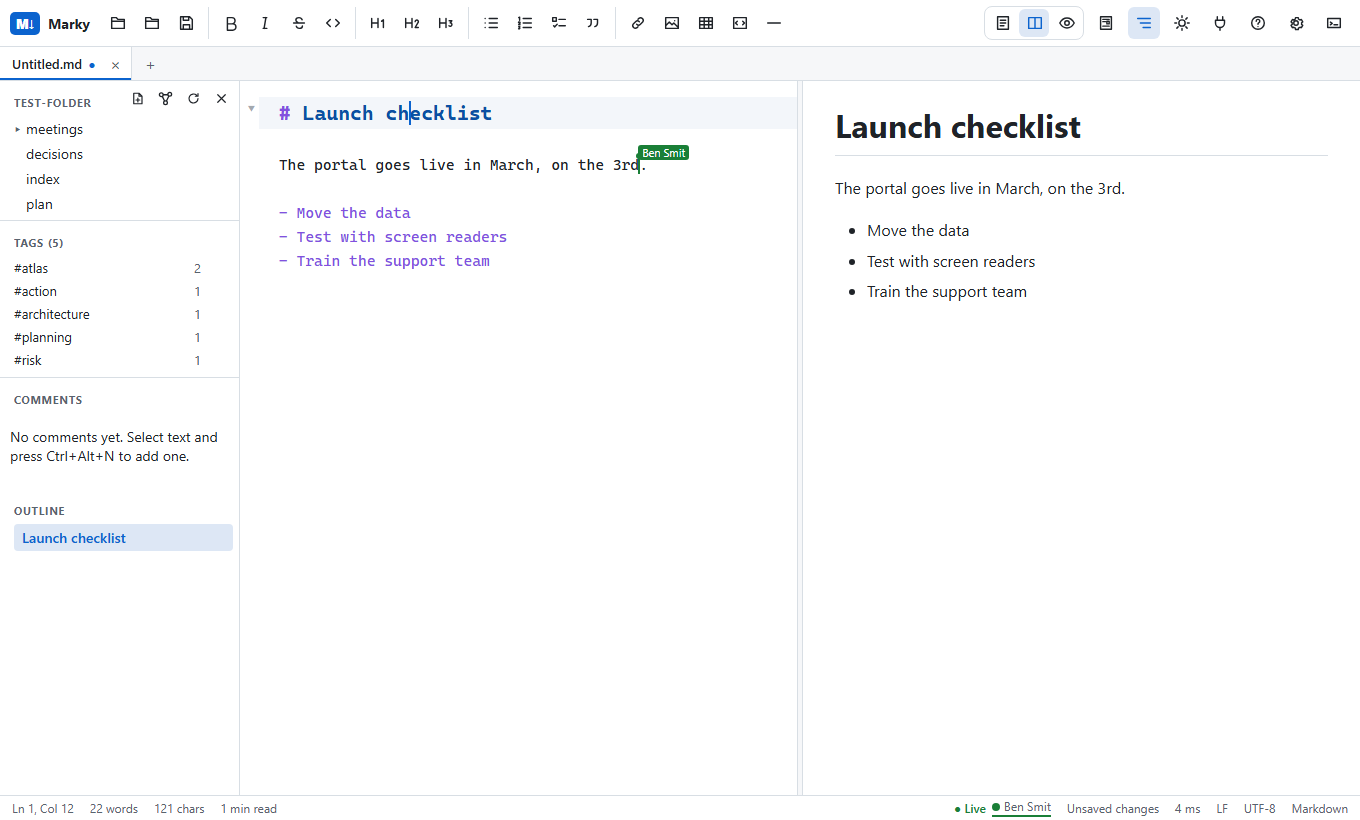 M↓ Marky B I S <> H1 H2 H3
Untitled.md ● × +
TEST-FOLDER
meetings
decisions
index
plan
TAGS (5)
#atlas 2
#action 1
#architecture 1
#planning 1
#risk 1
COMMENTS
No comments yet. Select text and
press Ctrl+Alt+N to add one.
OUTLINE
Launch checklist
# Launch checklist
Ben Smit
The portal goes live in March, on the 3rd.
- Move the data
- Test with screen readers
- Train the support team
Launch checklist
The portal goes live in March, on the 3rd.
• Move the data
• Test with screen readers
• Train the support team
Ln 1, Col 12 22 words 121 chars 1 min read ● Live ● Ben Smit Unsaved changes 4 ms LF UTF-8 Markdown